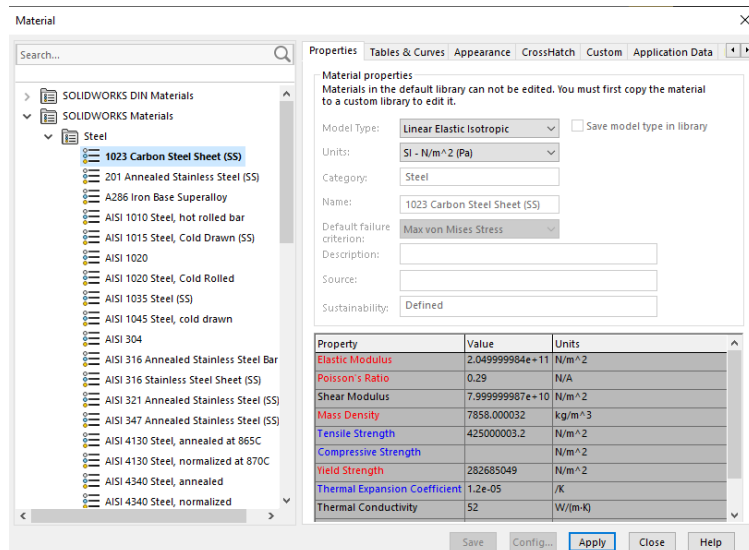 Material
Search...
SOLIDWORKS DIN Materials
SOLIDWORKS Materials
Steel
1023 Carbon Steel Sheet (SS)
201 Annealed Stainless Steel (SS)
A286 Iron Base Superalloy
AISI 1010 Steel, hot rolled bar
AISI 1015 Steel, Cold Drawn (SS)
AISI 1020
AISI 1020 Steel, Cold Rolled
AISI 1035 Steel (SS)
AISI 1045 Steel, cold drawn
AISI 304
AISI 316 Annealed Stainless Steel Bar
AISI 316 Stainless Steel Sheet (SS)
AISI 321 Annealed Stainless Steel (SS)
AISI 347 Annealed Stainless Steel (SS)
AISI 4130 Steel, annealed at 865C
AISI 4130 Steel, normalized at 870C
AISI 4340 Steel, annealed
AISI 4340 Steel, normalized
Properties Tables & Curves Appearance CrossHatch Custom Application Data
Material properties
Materials in the default library can not be edited. You must first copy the material
to a custom library to edit it.
Model Type: Linear Elastic Isotropic Save model type in library
Units: SI - N/m^2 (Pa)
Category: Steel
Name: 1023 Carbon Steel Sheet (SS)
Default failure
criterion: Max von Mises Stress
Description:
Source:
Sustainability: Defined
Property Value Units
Elastic Modulus 2.049999984e+11 N/m^2
Poisson's Ratio 0.29 N/A
Shear Modulus 7.999999987e+10 N/m^2
Mass Density 7858.000032 kg/m^3
Tensile Strength 425000003.2 N/m^2
Compressive Strength N/m^2
Yield Strength 282685049 N/m^2
Thermal Expansion Coefficient 1.2e-05 /K
Thermal Conductivity 52 W/(m·K)
Save Config... Apply Close Help